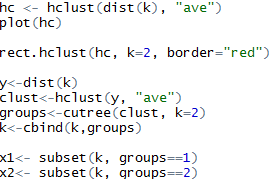 hc <- hclust(dist(k), "ave")
plot(hc)
rect.hclust(hc, k=2, border="red")
y<-dist(k)
clust<-hclust(y, "ave")
groups<-cutree(clust, k=2)
k<-cbind(k,groups)
x1<- subset(k, groups==1)
x2<- subset(k, groups==2)